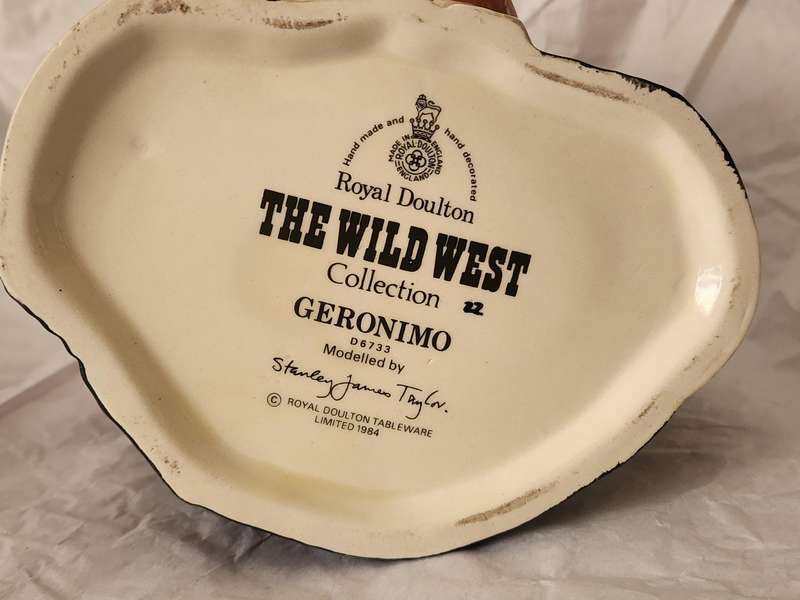 Hand made and hand decorated
MADE IN ENGLAND
ROYAL·DOULTON
ENGLAND
Royal Doulton
THE WILD WEST
Collection
22
GERONIMO
D6733
Modelled by
Stanley James Taylor.
© ROYAL DOULTON TABLEWARE
LIMITED 1984